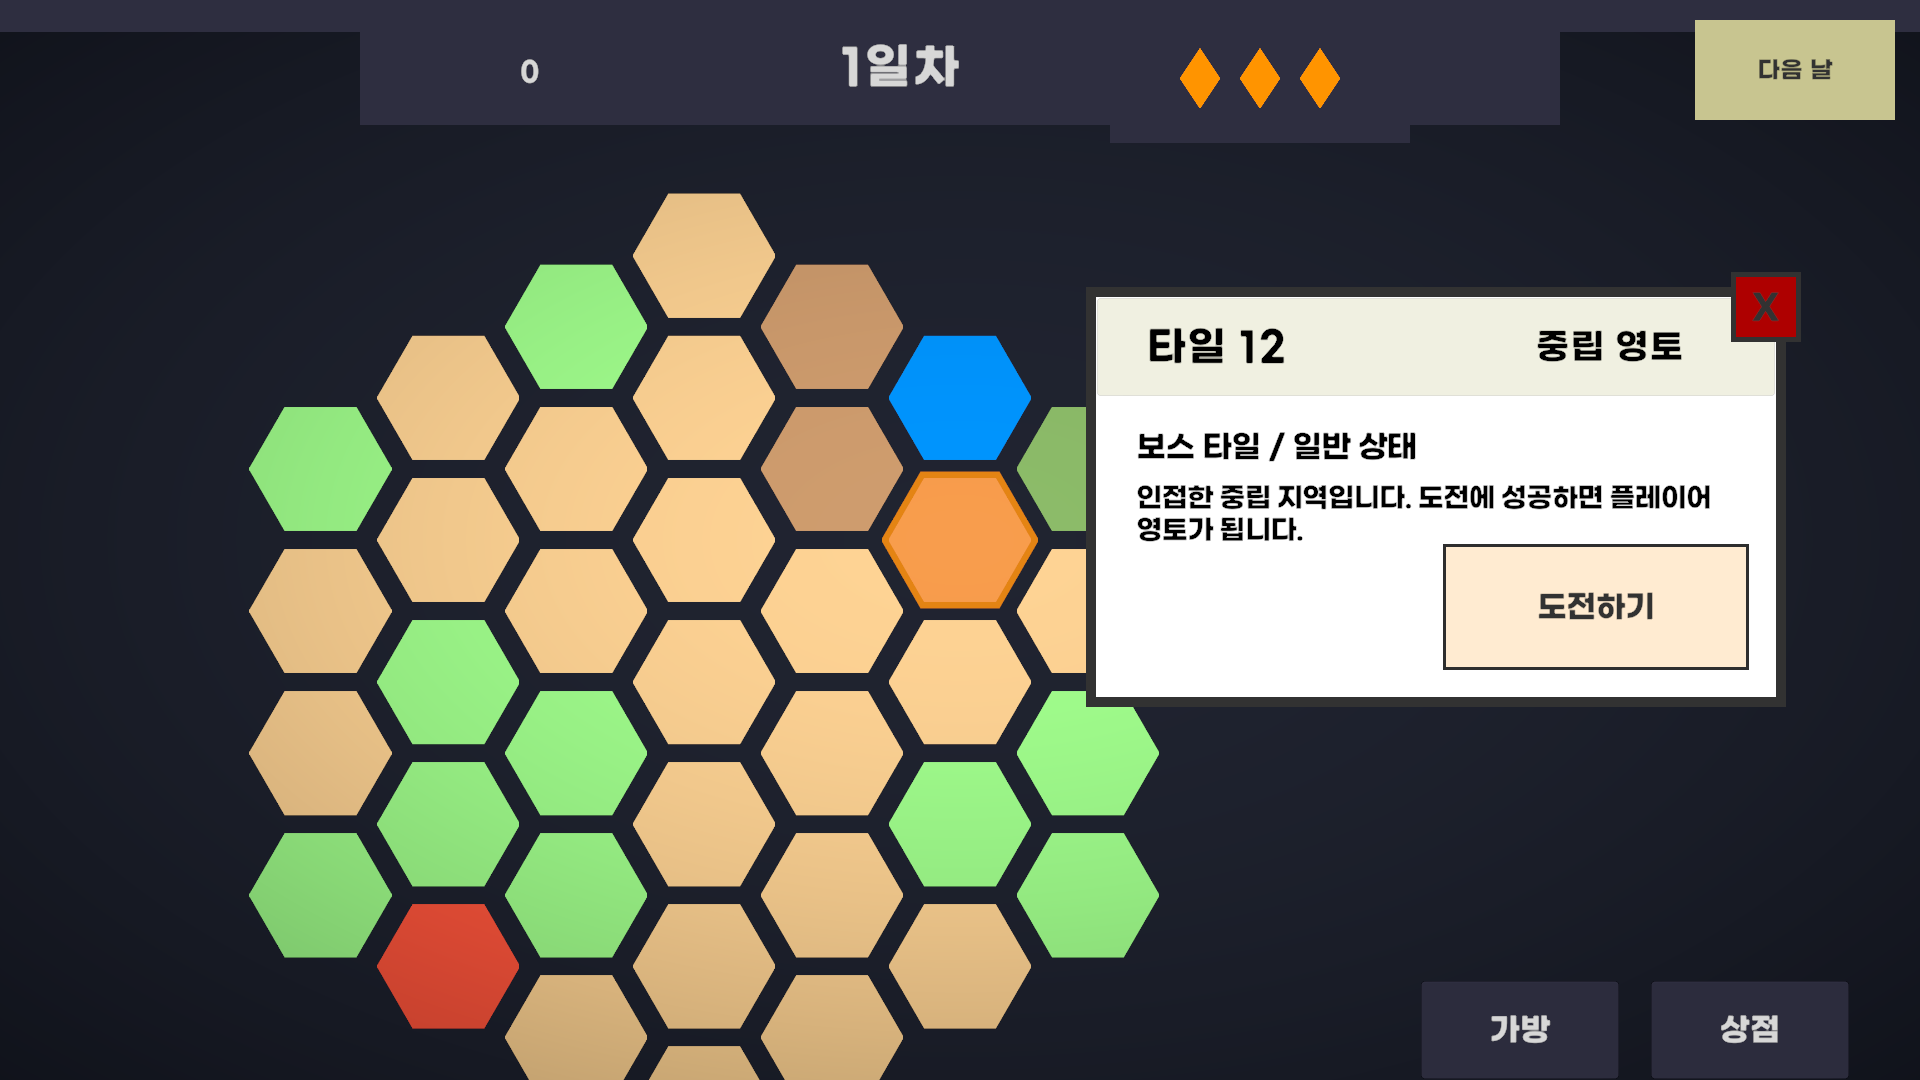 0
1일차
다음 날
타일 12
중립 영토
X
보스 타일 / 일반 상태
인접한 중립 지역입니다. 도전에 성공하면 플레이어
영토가 됩니다.
도전하기
가방
상점